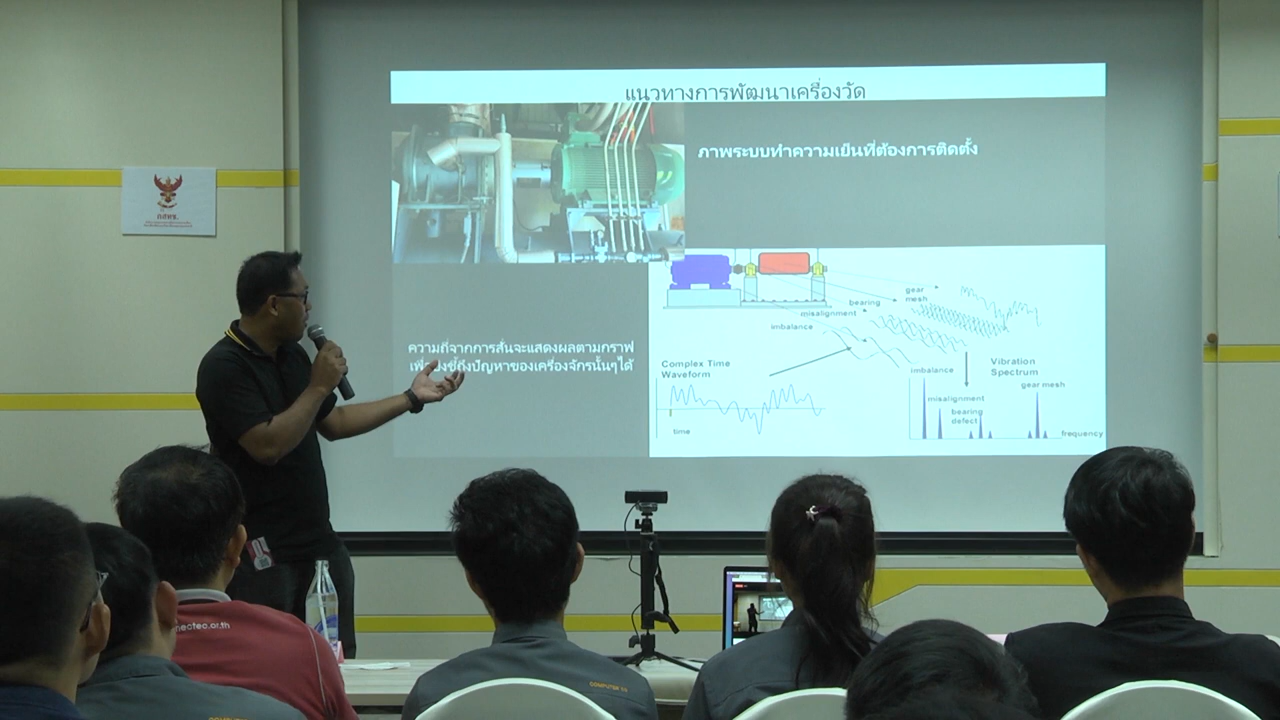 แนวทางการพัฒนาเครื่องวัด
ภาพระบบทำความเย็นที่ต้องการติดตั้ง
กสทช.
ความถี่จากการสั่นจะแสดงผลตามกราฟ
ปัญหาของเครื่องจักรนั้นๆได้
gear
mesh
bearing
misalignment
imbalance
Complex Time
Waveform
time
Vibration
Spectrum
imbalance
misalignment
bearing
defect
gear mesh
frequency
nectec.or.th